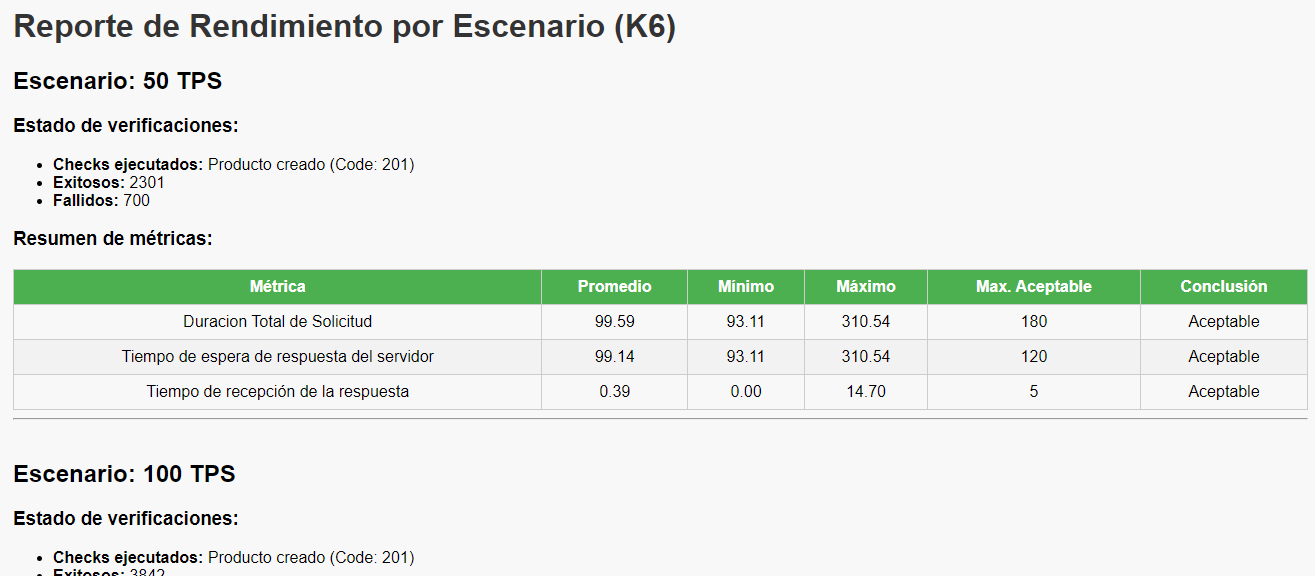 Reporte de Rendimiento por Escenario (K6)
Escenario: 50 TPS
Estado de verificaciones:
Checks ejecutados: Producto creado (Code: 201)
Exitosos: 2301
Fallidos: 700
Resumen de métricas:
Métrica Promedio Mínimo Máximo Max. Aceptable Conclusión
Duracion Total de Solicitud 99.59 93.11 310.54 180 Aceptable
Tiempo de espera de respuesta del servidor 99.14 93.11 310.54 120 Aceptable
Tiempo de recepción de la respuesta 0.39 0.00 14.70 5 Aceptable
Escenario: 100 TPS
Estado de verificaciones:
Checks ejecutados: Producto creado (Code: 201)
Exitosos: 3842